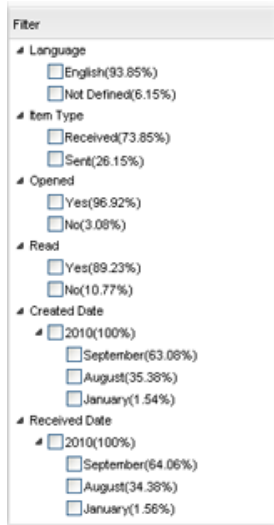 Filter
Language
English(93.85%)
Not Defined(6.15%)
Item Type
Received(73.85%)
Sent(26.15%)
Opened
Yes(96.92%)
No(3.08%)
Read
Yes(89.23%)
No(10.77%)
Created Date
2010(100%)
September(63.08%)
August(35.38%)
January(1.54%)
Received Date
2010(100%)
September(64.06%)
August(34.38%)
January(1.56%)